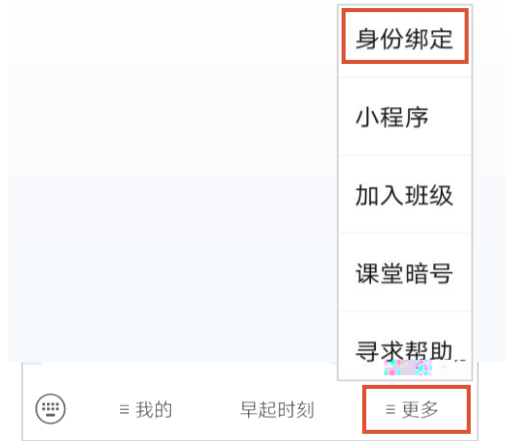 身份绑定
小程序
加入班级
课堂暗号
寻求帮助
我的 早起时刻 更多